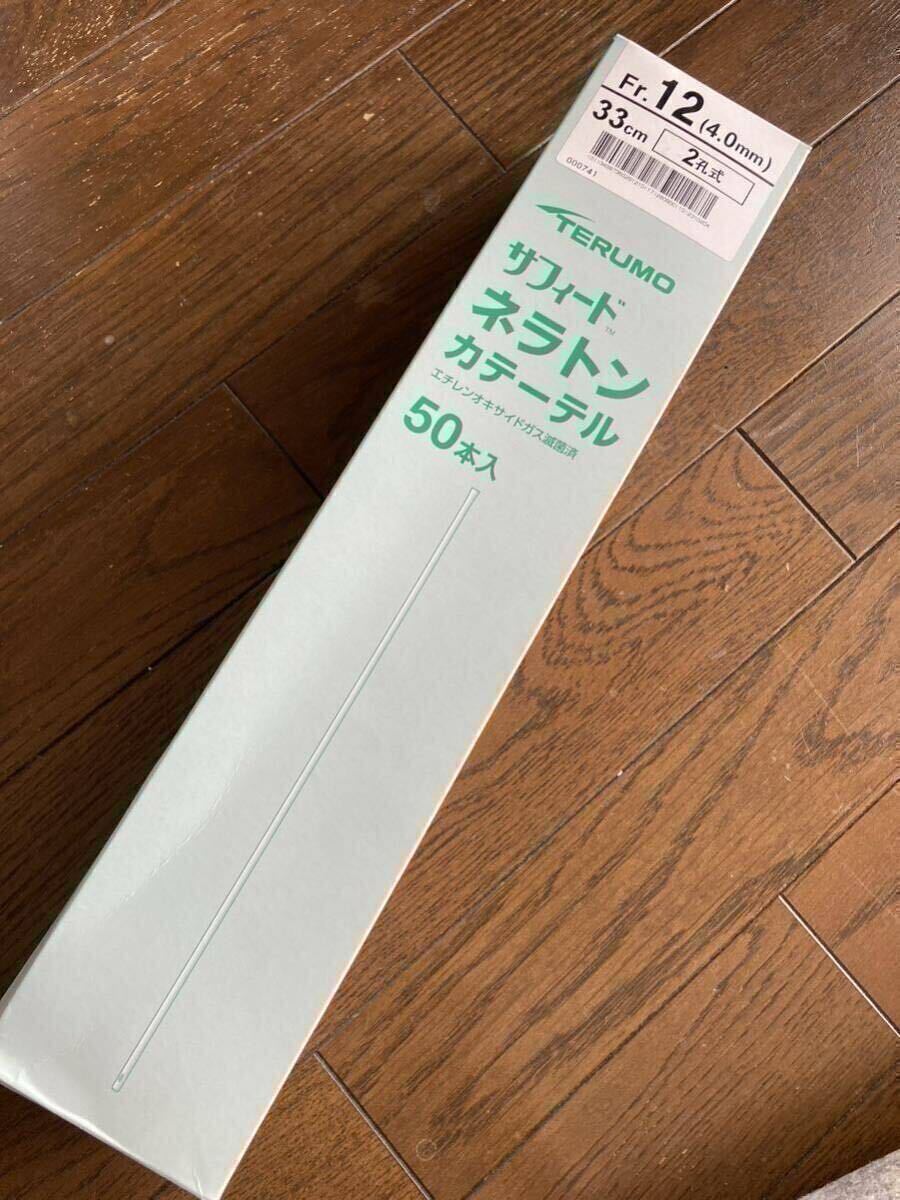 Fr. 12 (4.0mm)
33cm 2孔式
000741
TERUMO
サフィード™
ネラトン
カテーテル
エチレンオキサイドガス滅菌済
50本入